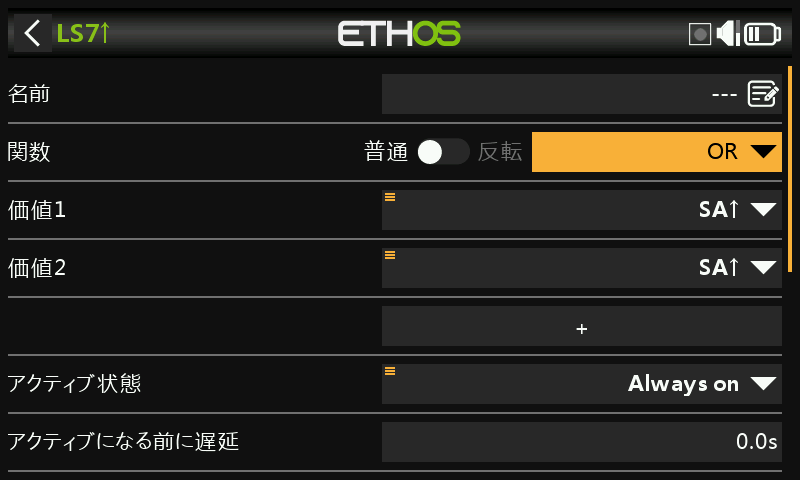 LS7↑
ETHOS
名前
---
関数
普通 反転
OR
価値1
SA↑
価値2
SA↑
+
アクティブ状態
Always on
アクティブになる前に遅延
0.0s